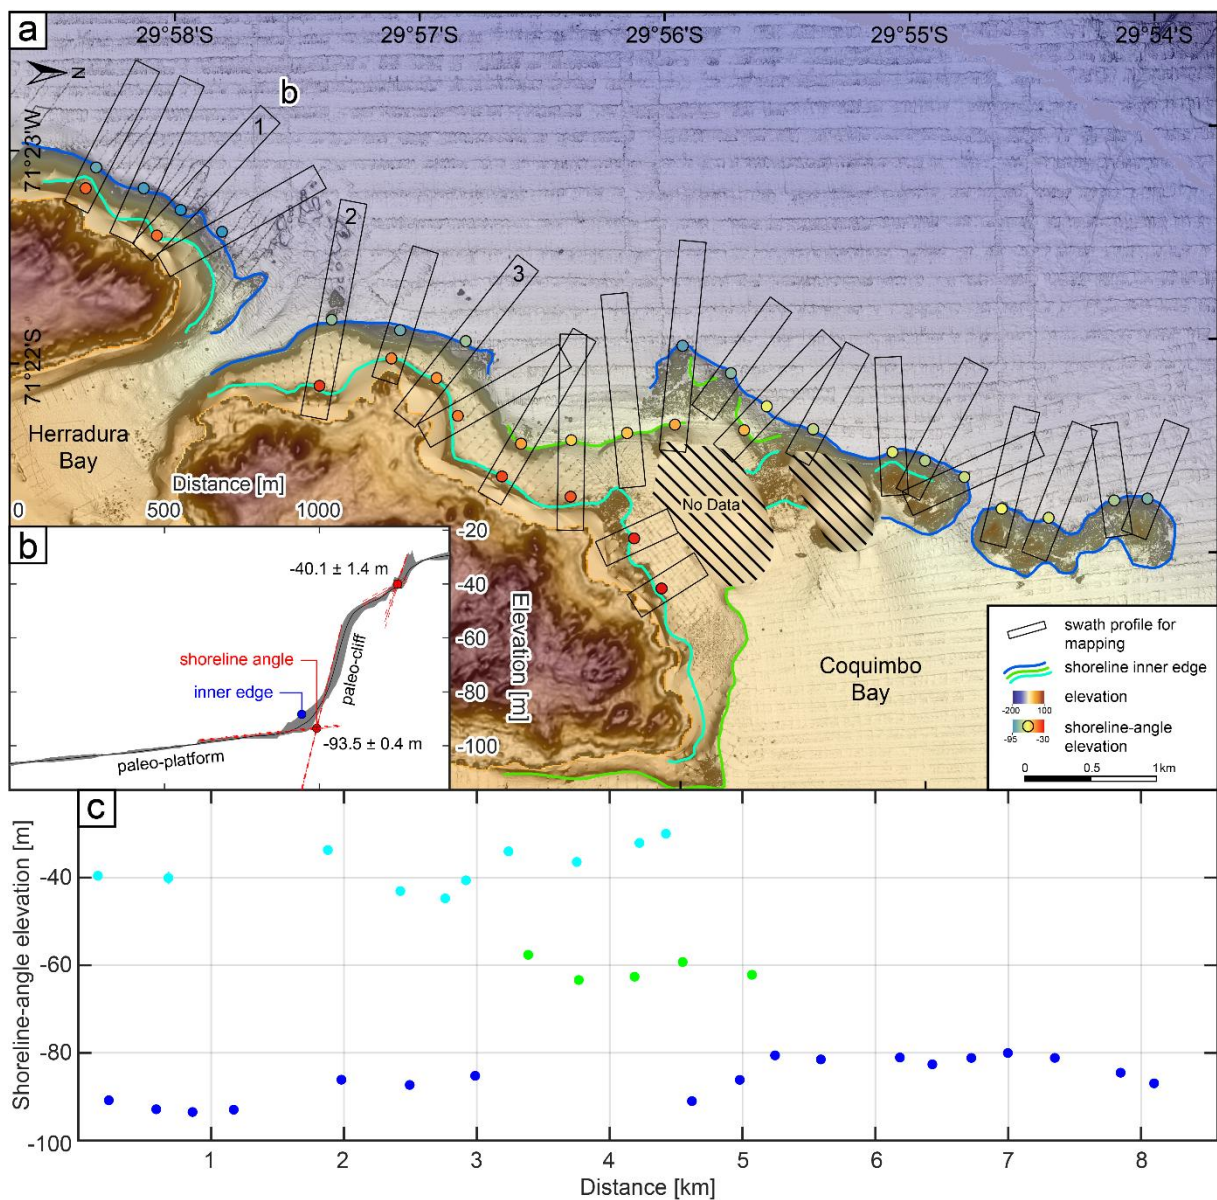 a
29°58'S
29°57'S
29°56'S
29°55'S
29°54'S
N
b
71°23'W
1
2
3
71°22'S
Herradura
Bay
No Data
Coquimbo
Bay
swath profile for
mapping
shoreline inner edge
elevation
-200 100
shoreline-angle
elevation
-95 -30
0 0.5 1km
Distance [m]
0 500 1000
b
-20
-40
-60
-80
-100
Elevation [m]
-40.1 ± 1.4 m
shoreline angle
inner edge
paleo-cliff
-93.5 ± 0.4 m
paleo-platform
c
Shoreline-angle elevation [m]
-40
-60
-80
-100
1 2 3 4 5 6 7 8
Distance [km]